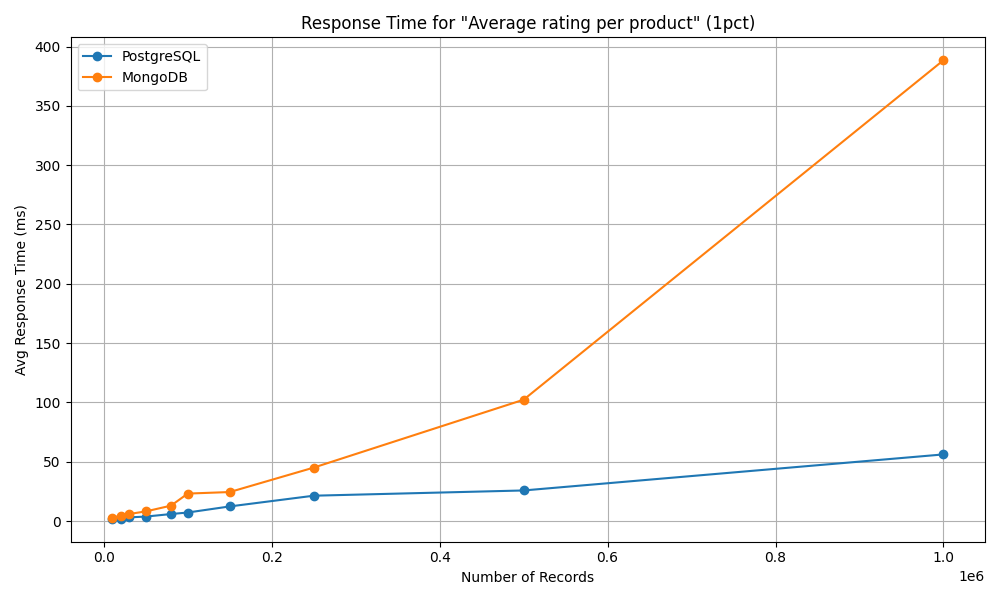 Response Time for "Average rating per product" (1pct)
PostgreSQL
MongoDB
Avg Response Time (ms)
400
350
300
250
200
150
100
50
0
0.0 0.2 0.4 0.6 0.8 1.0
1e6
Number of Records